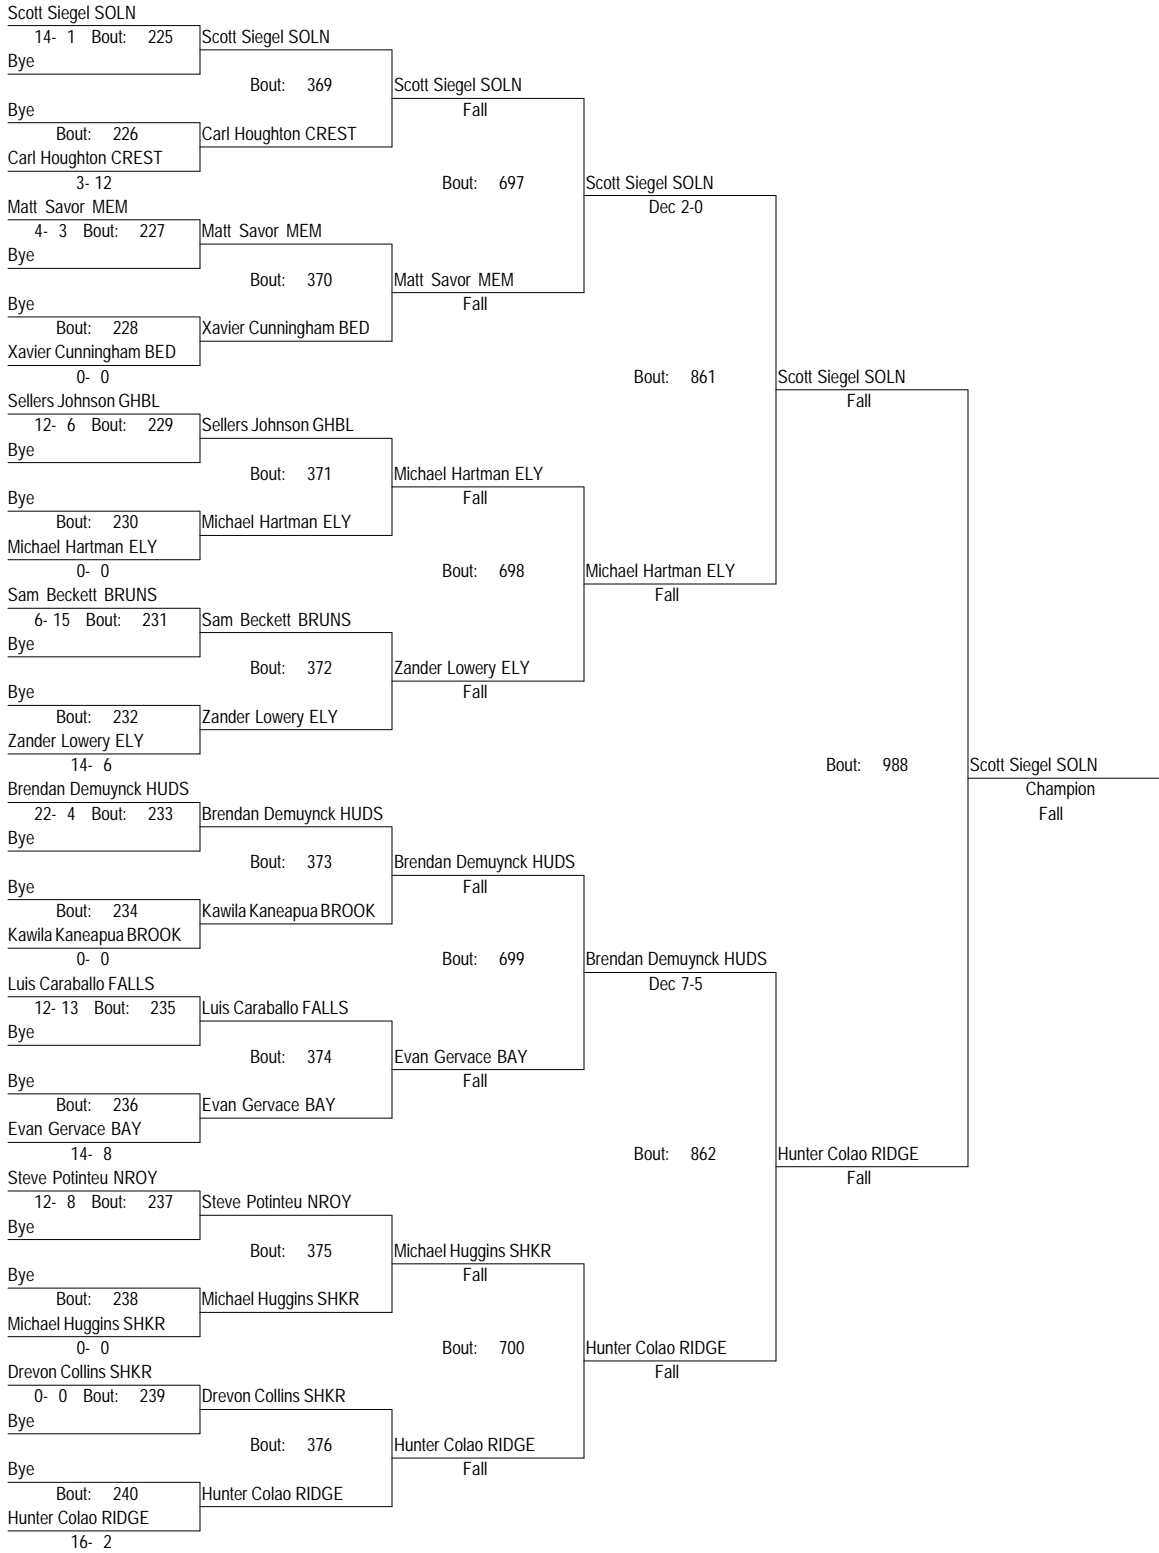 Scott Siegel SOLN
14- 1 Bout: 225 Scott Siegel SOLN
Bye
Bout: 369 Scott Siegel SOLN
Bye Fall
Bout: 226 Carl Houghton CREST
Carl Houghton CREST
3- 12 Bout: 697 Scott Siegel SOLN
Matt Savor MEM Dec 2-0
4- 3 Bout: 227 Matt Savor MEM
Bye
Bout: 370 Matt Savor MEM
Bye Fall
Bout: 228 Xavier Cunningham BED
Xavier Cunningham BED
0- 0 Bout: 861 Scott Siegel SOLN
Sellers Johnson GHBL Fall
12- 6 Bout: 229 Sellers Johnson GHBL
Bye
Bout: 371 Michael Hartman ELY
Bye Fall
Bout: 230 Michael Hartman ELY
Michael Hartman ELY
0- 0 Bout: 698 Michael Hartman ELY
Sam Beckett BRUNS Fall
6- 15 Bout: 231 Sam Beckett BRUNS
Bye
Bout: 372 Zander Lowery ELY
Bye Fall
Bout: 232 Zander Lowery ELY
Zander Lowery ELY
14- 6 Bout: 988 Scott Siegel SOLN
Brendan Demuynck HUDS Champion
22- 4 Bout: 233 Brendan Demuynck HUDS Fall
Bye
Bout: 373 Brendan Demuynck HUDS
Bye Fall
Bout: 234 Kawila Kaneapua BROOK
Kawila Kaneapua BROOK
0- 0 Bout: 699 Brendan Demuynck HUDS
Luis Caraballo FALLS Dec 7-5
12- 13 Bout: 235 Luis Caraballo FALLS
Bye
Bout: 374 Evan Gervace BAY
Bye Fall
Bout: 236 Evan Gervace BAY
Evan Gervace BAY
14- 8 Bout: 862 Hunter Colao RIDGE
Steve Potinteu NROY Fall
12- 8 Bout: 237 Steve Potinteu NROY
Bye
Bout: 375 Michael Huggins SHKR
Bye Fall
Bout: 238 Michael Huggins SHKR
Michael Huggins SHKR
0- 0 Bout: 700 Hunter Colao RIDGE
Drevon Collins SHKR Fall
0- 0 Bout: 239 Drevon Collins SHKR
Bye
Bout: 376 Hunter Colao RIDGE
Bye Fall
Bout: 240 Hunter Colao RIDGE
Hunter Colao RIDGE
16- 2